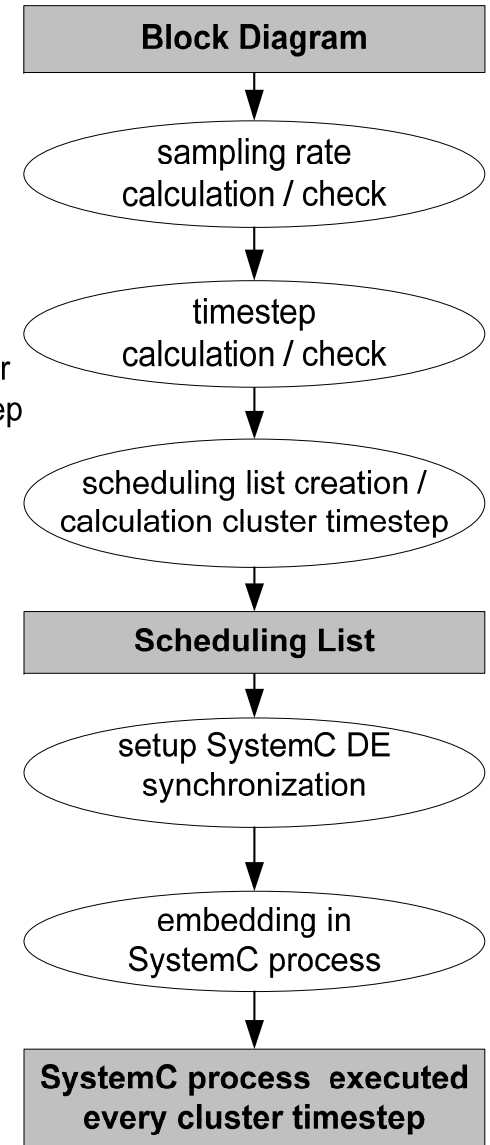 Block Diagram
sampling rate
calculation / check
timestep
calculation / check
r
ep
scheduling list creation /
calculation cluster timestep
Scheduling List
setup SystemC DE
synchronization
embedding in
SystemC process
SystemC process executed
every cluster timestep